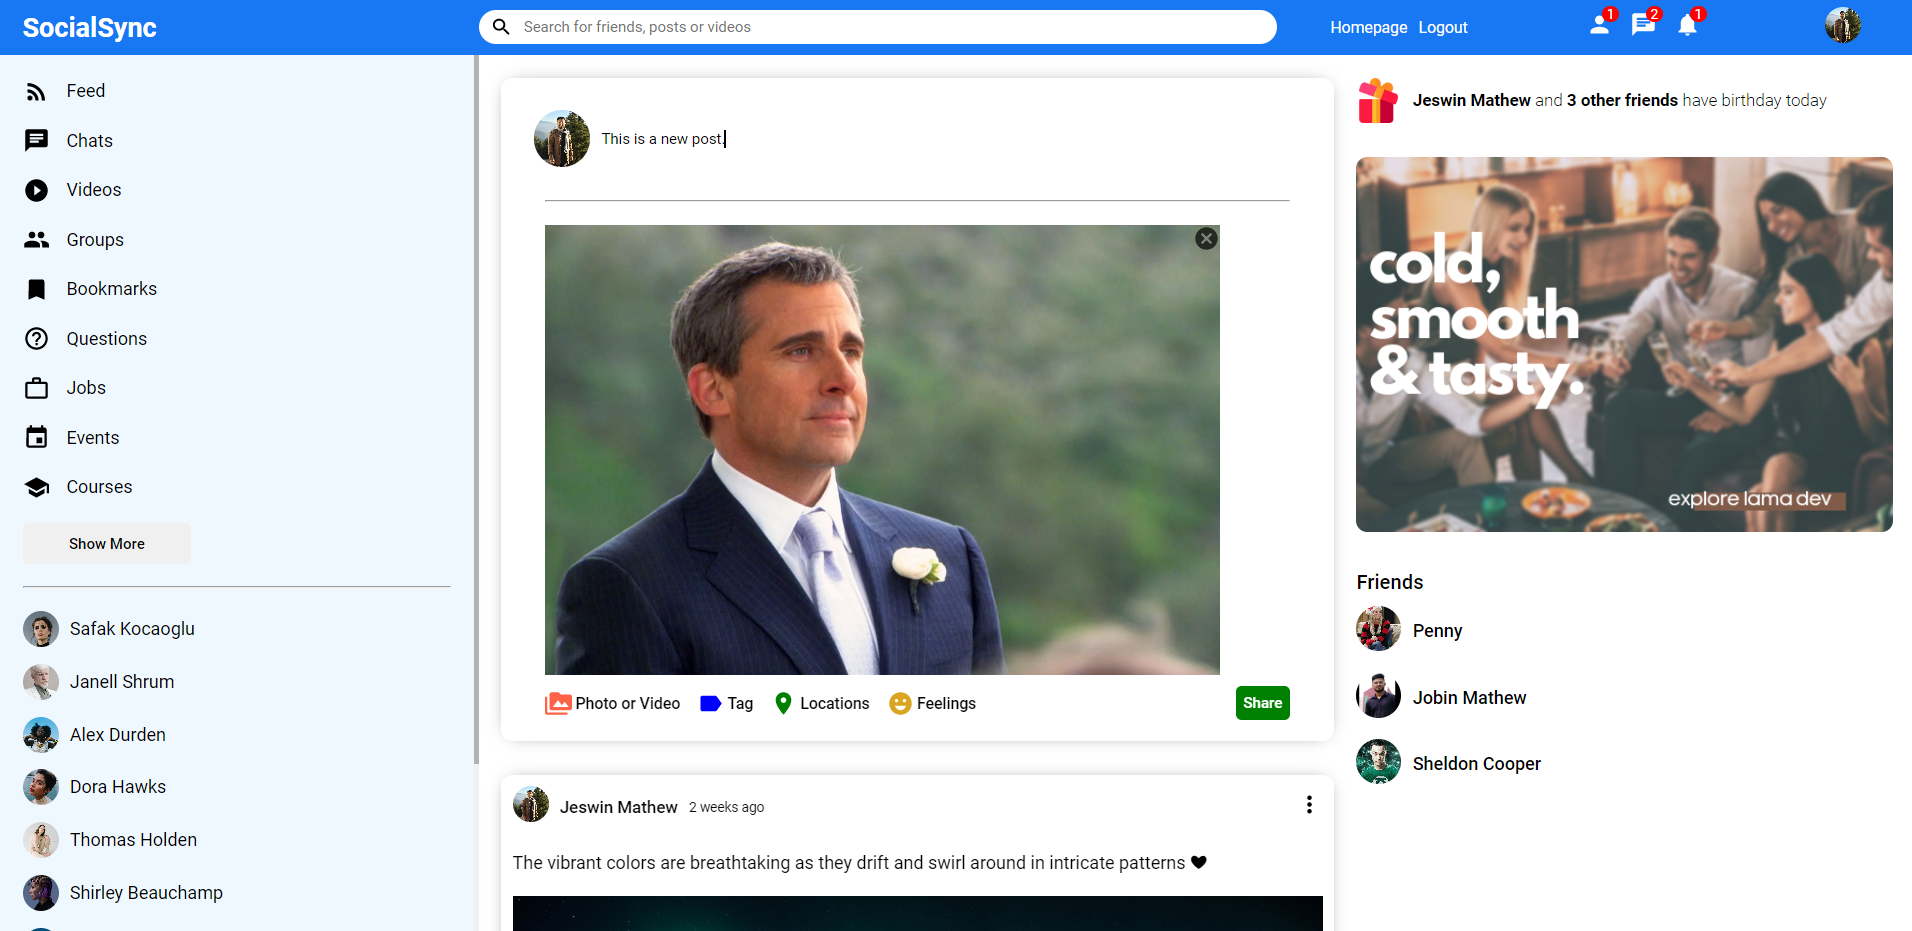 SocialSync
Search for friends, posts or videos
Homepage Logout
1
2
1
Feed
Chats
Videos
Groups
Bookmarks
Questions
Jobs
Events
Courses
Show More
Safak Kocaoglu
Janell Shrum
Alex Durden
Dora Hawks
Thomas Holden
Shirley Beauchamp
This is a new post.
Photo or Video
Tag
Locations
Feelings
Share
Jeswin Mathew 2 weeks ago
The vibrant colors are breathtaking as they drift and swirl around in intricate patterns 🖤
Jeswin Mathew and 3 other friends have birthday today
cold,
smooth
& tasty.
explore lama dev
Friends
Penny
Jobin Mathew
Sheldon Cooper